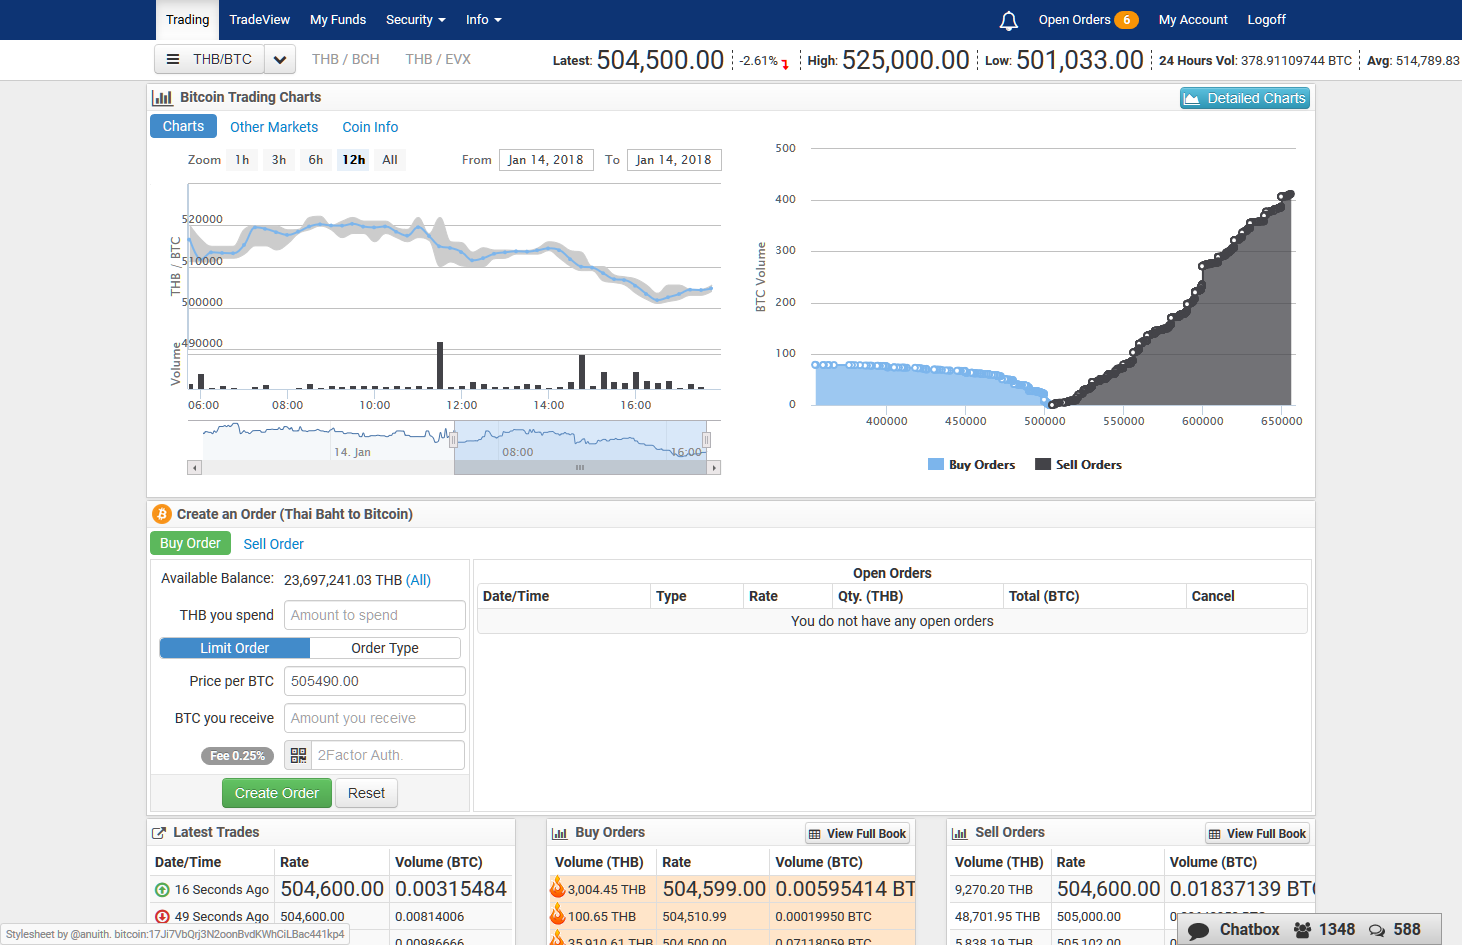 Trading TradeView My Funds Security Info Open Orders 6 My Account Logoff
THB/BTC THB / BCH THB / EVX Latest: 504,500.00 -2.61% High: 525,000.00 Low: 501,033.00 24 Hours Vol: 378.91109744 BTC Avg: 514,789.83
Bitcoin Trading Charts Detailed Charts
Charts Other Markets Coin Info
Zoom 1h 3h 6h 12h All From Jan 14, 2018 To Jan 14, 2018
THB / BTC
520000
510000
500000
490000
Volume
06:00 08:00 10:00 12:00 14:00 16:00
14. Jan 08:00 16:00
BTC Volume
500
400
300
200
100
0
400000 450000 500000 550000 600000 650000
Buy Orders Sell Orders
Create an Order (Thai Baht to Bitcoin)
Buy Order Sell Order
Available Balance: 23,697,241.03 THB (All)
THB you spend Amount to spend
Limit Order Order Type
Price per BTC 505490.00
BTC you receive Amount you receive
Fee 0.25% 2Factor Auth.
Create Order Reset
Open Orders
Date/Time Type Rate Qty. (THB) Total (BTC) Cancel
You do not have any open orders
Latest Trades
Date/Time Rate Volume (BTC)
16 Seconds Ago 504,600.00 0.00315484
49 Seconds Ago 504,600.00 0.00814006
0.00986666
Buy Orders View Full Book
Volume (THB) Rate Volume (BTC)
3,004.45 THB 504,599.00 0.00595414 BT
100.65 THB 504,510.99 0.00019950 BTC
35,910.61 THB 504,500.00 0.07118059 BTC
Sell Orders View Full Book
Volume (THB) Rate Volume (BTC)
9,270.20 THB 504,600.00 0.01837139 BTC
48,701.95 THB 505,000.00
5,838.19 THB 505,102.00
Stylesheet by @anuith. bitcoin:17Ji7VbQrj3N2oonBvdKWhCiLBac441kp4
Chatbox 1348 588